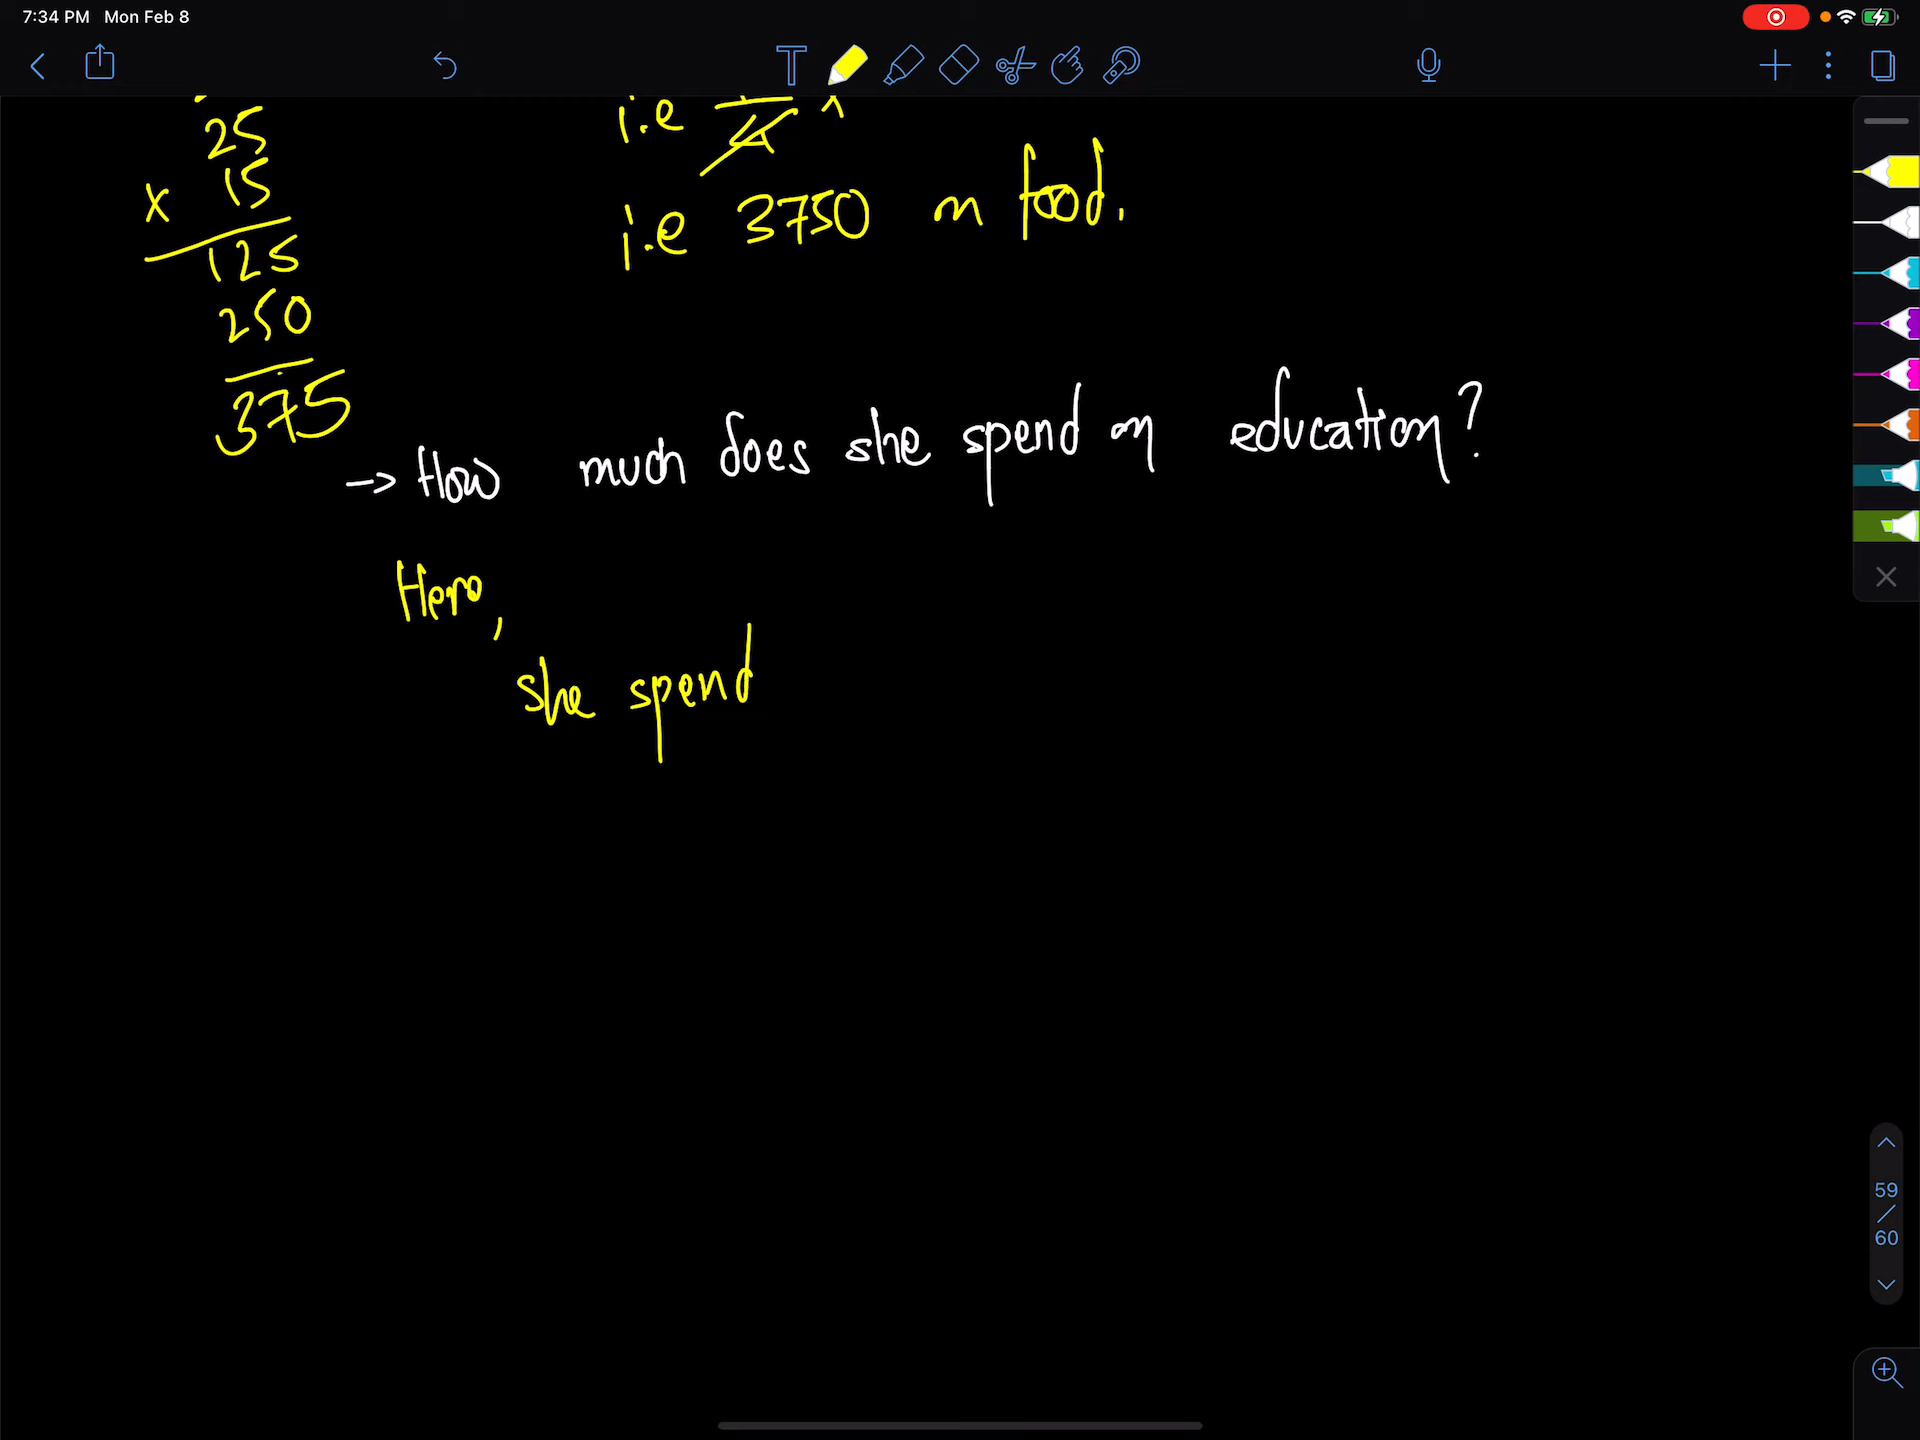 7:34 PM Mon Feb 8
25
x 15
125
250
375
i.e
i.e 3750 on food.
→ How much does she spend on education?
Here,
she spend
59
/
60